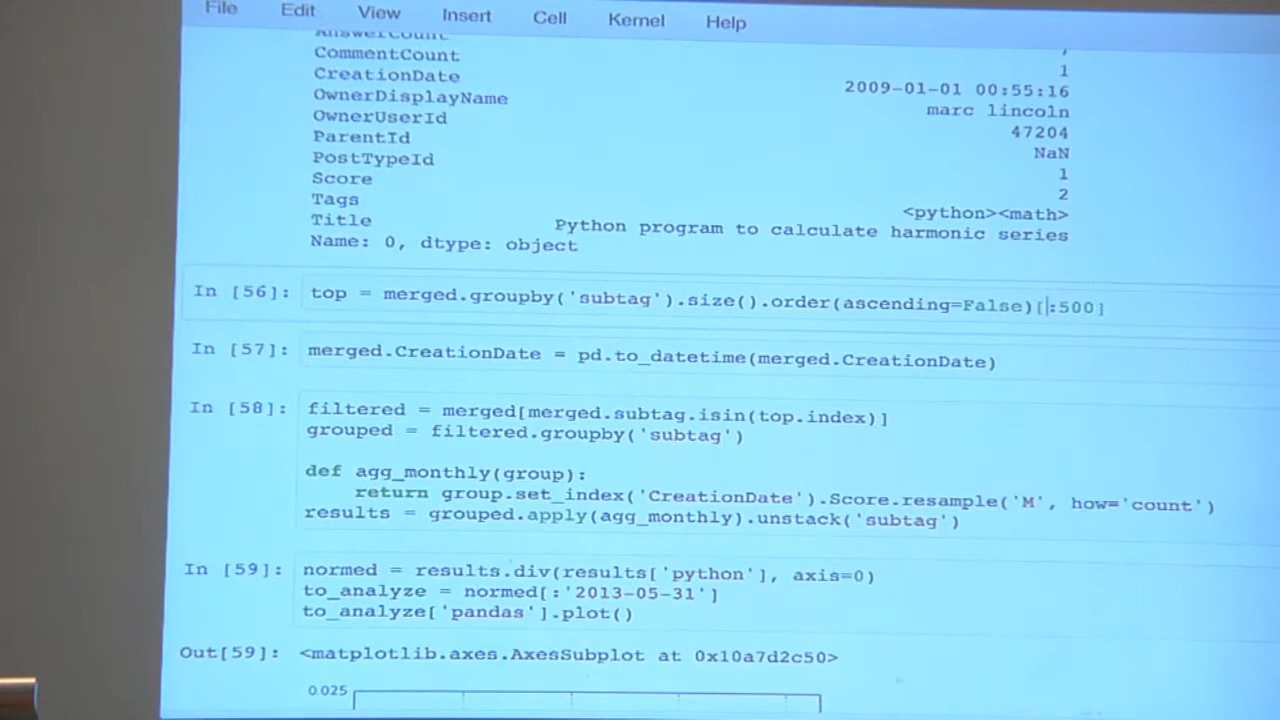 File Edit View Insert Cell Kernel Help
AnswerCount
CommentCount 1
CreationDate 2009-01-01 00:55:16
OwnerDisplayName marc lincoln
OwnerUserId 47204
ParentId NaN
PostTypeId 1
Score 2
Tags <python><math>
Title Python program to calculate harmonic series
Name: 0, dtype: object
In [56]: top = merged.groupby('subtag').size().order(ascending=False)[:500]
In [57]: merged.CreationDate = pd.to_datetime(merged.CreationDate)
In [58]: filtered = merged[merged.subtag.isin(top.index)]
grouped = filtered.groupby('subtag')
def agg_monthly(group):
return group.set_index('CreationDate').Score.resample('M', how='count')
results = grouped.apply(agg_monthly).unstack('subtag')
In [59]: normed = results.div(results['python'], axis=0)
to_analyze = normed[:'2013-05-31']
to_analyze['pandas'].plot()
Out[59]: <matplotlib.axes.AxesSubplot at 0x10a7d2c50>
0.025